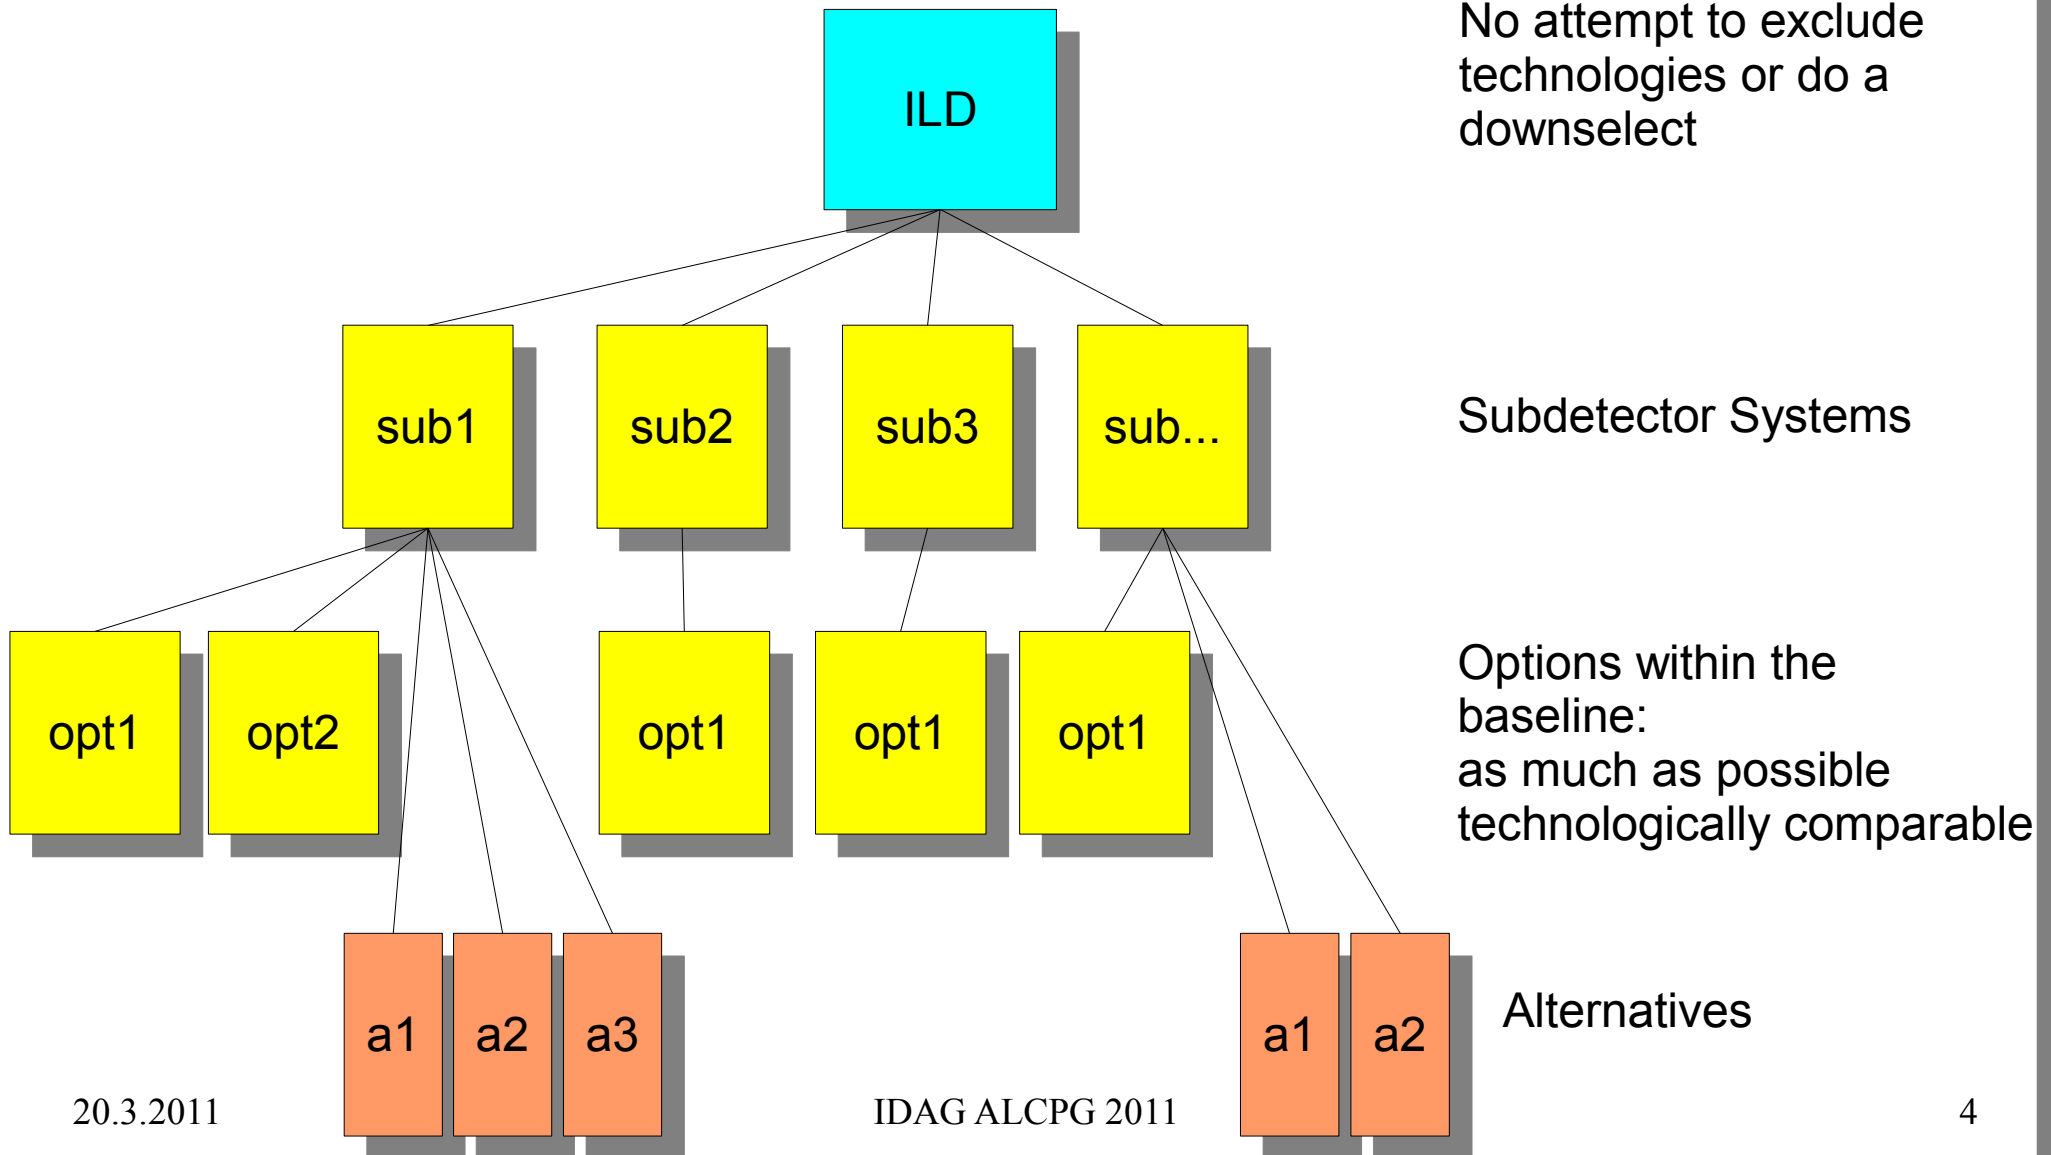 No attempt to exclude
technologies or do a
downselect
ILD
sub1
sub2
sub3
sub...
Subdetector Systems
opt1
opt2
opt1
opt1
opt1
Options within the
baseline:
as much as possible
technologically comparable
a1
a2
a3
a1
a2
Alternatives
20.3.2011
IDAG ALCPG 2011
4